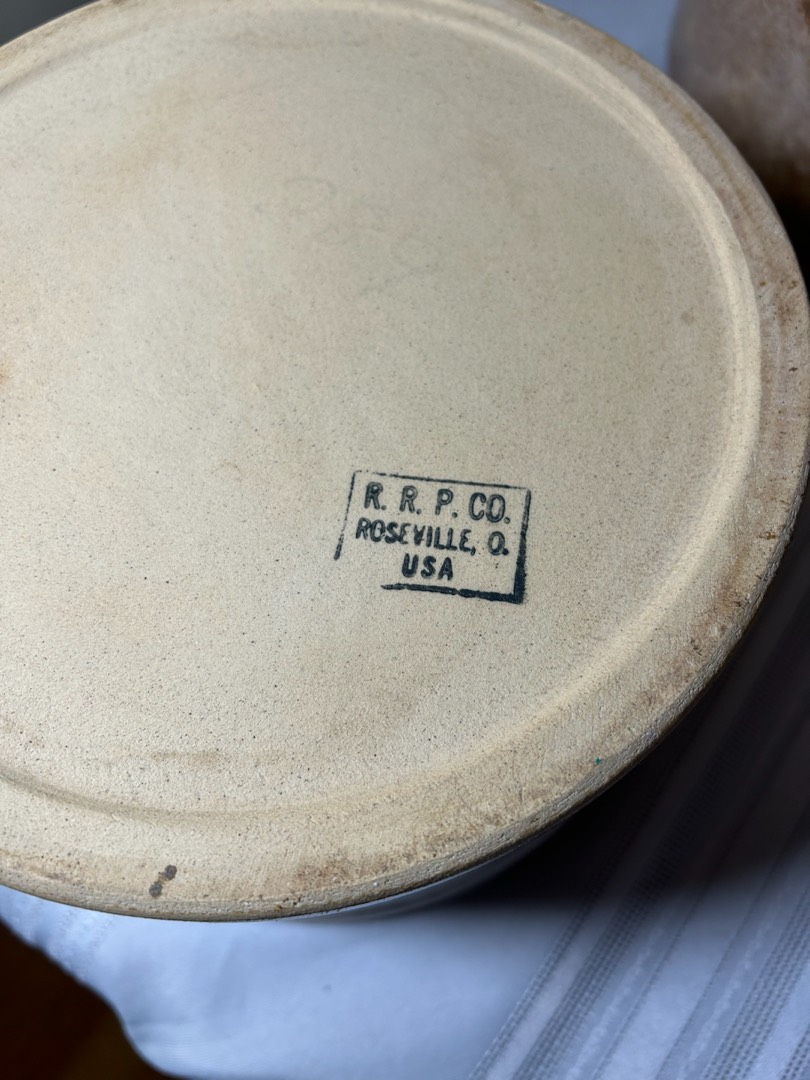 R. R. P. CO.
ROSEVILLE, O.
USA